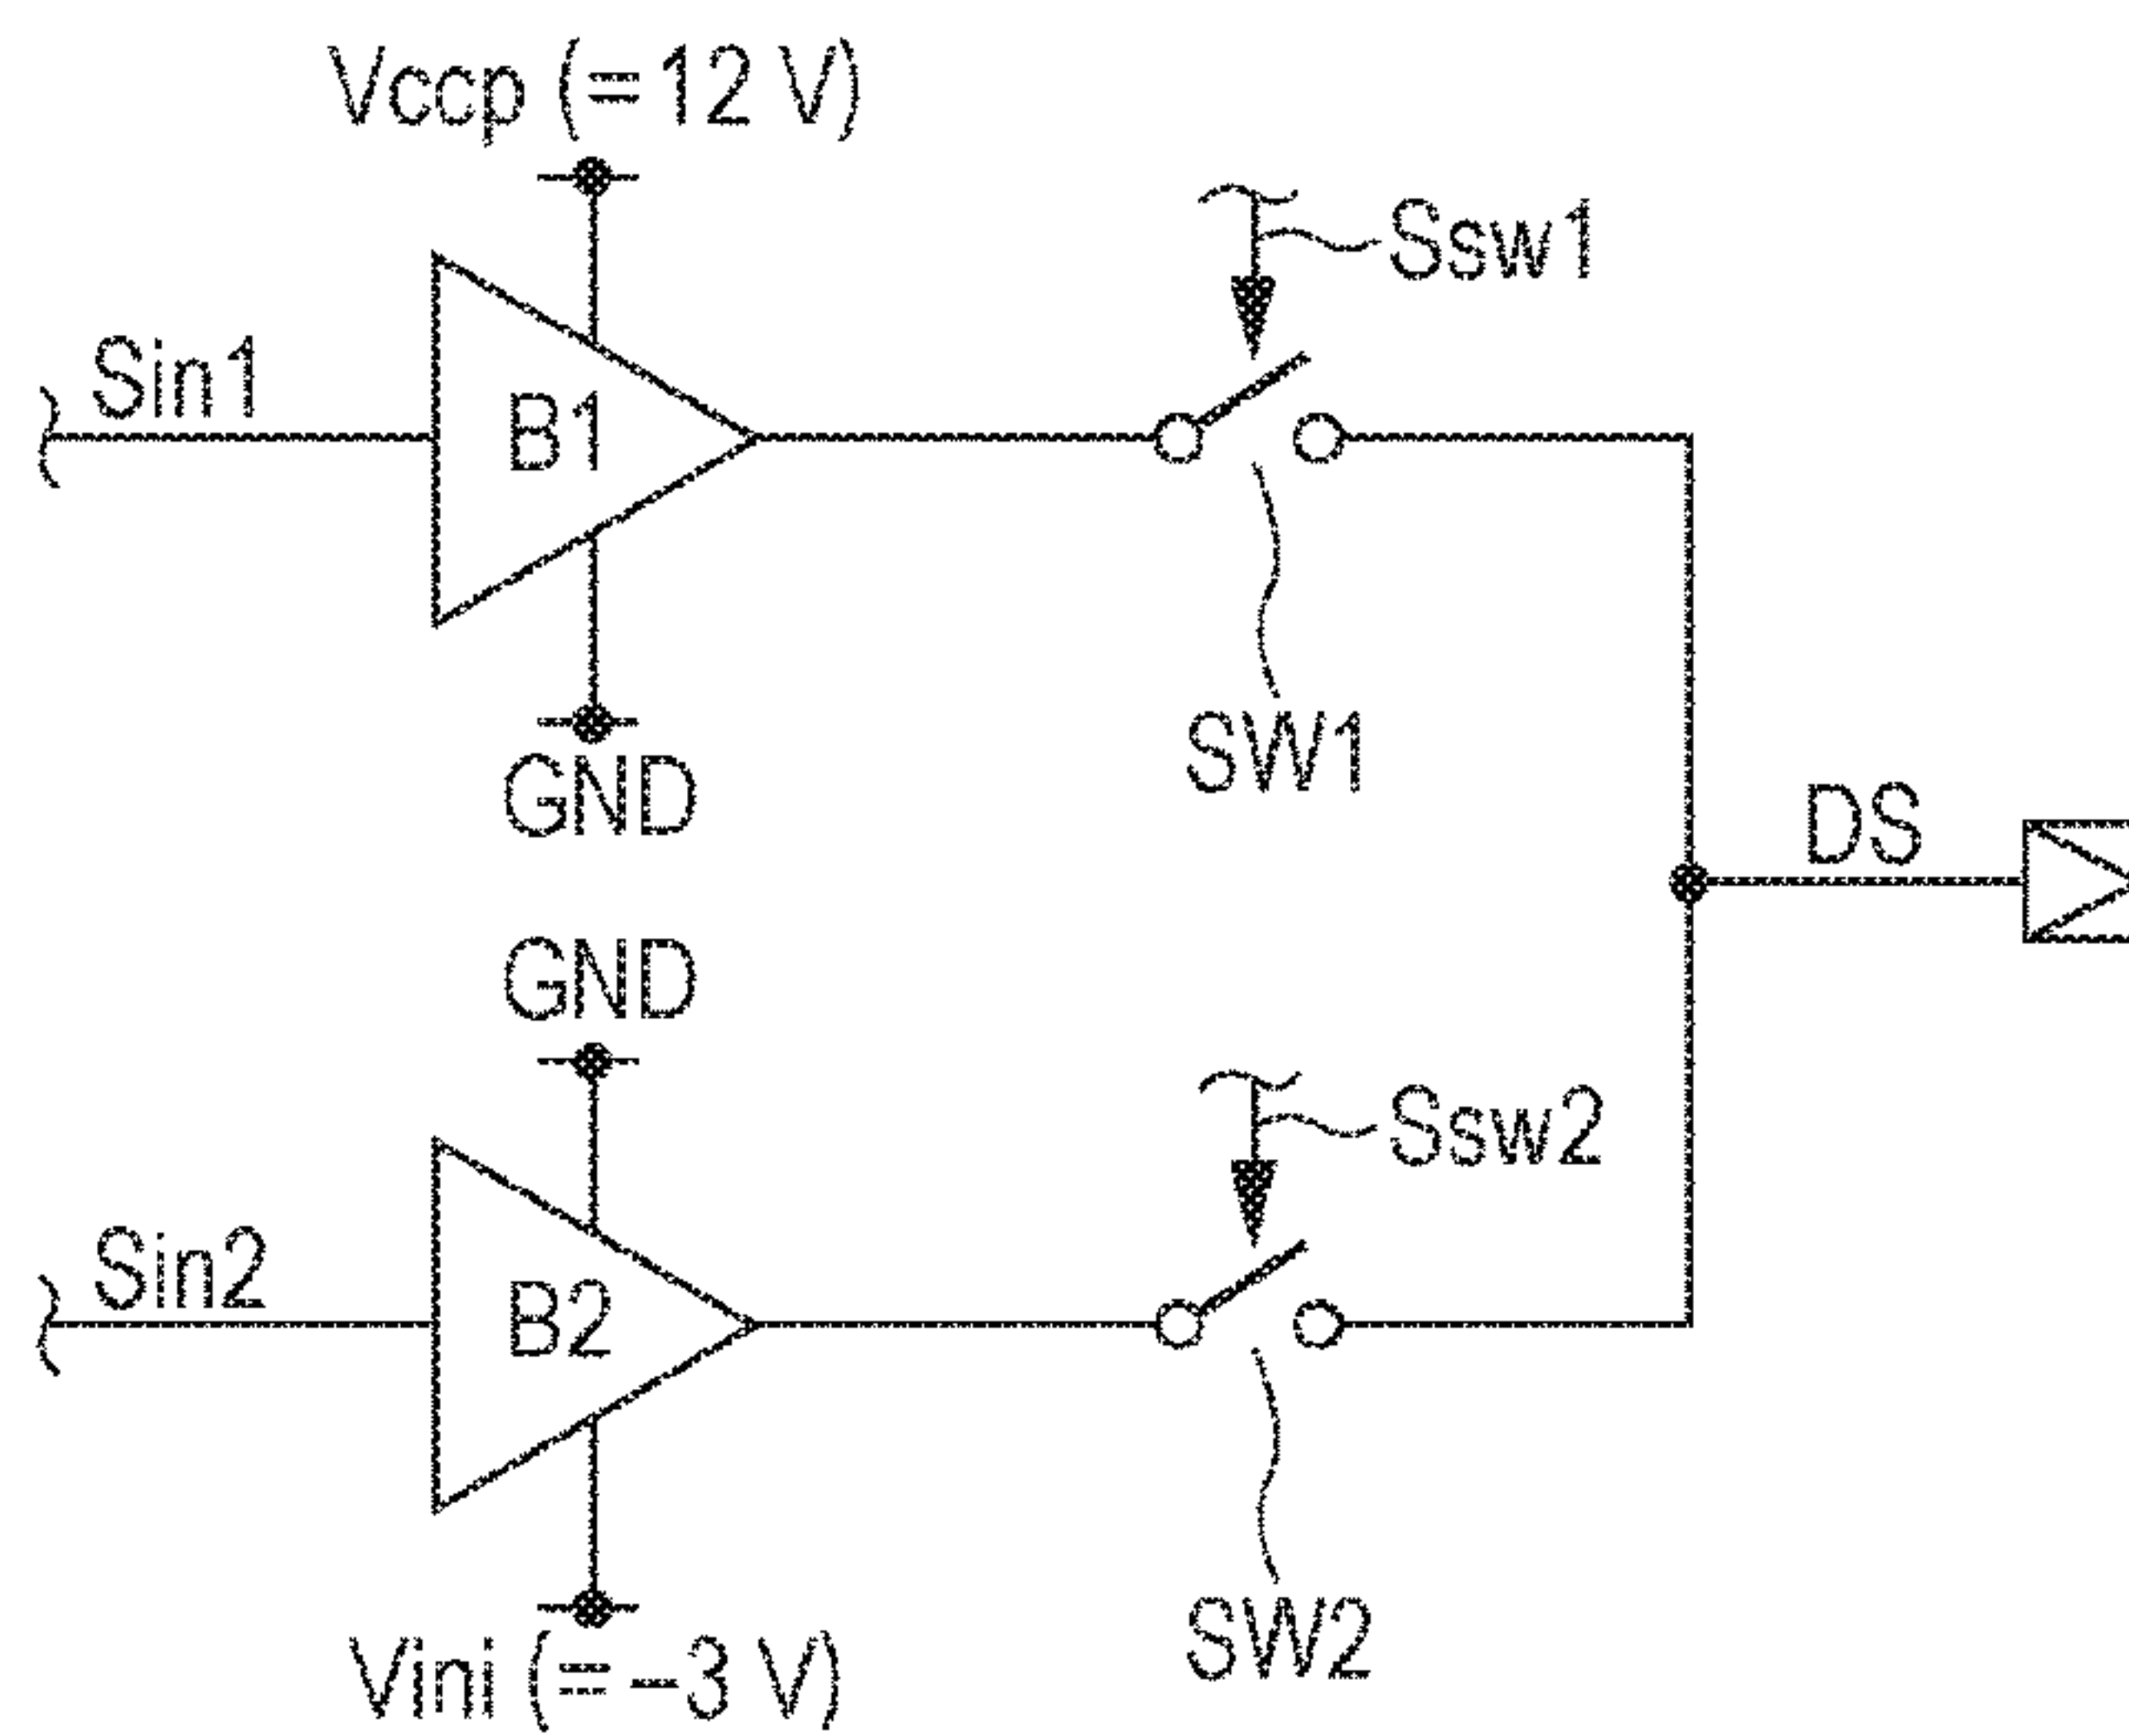 Vccp (=12 V)
Ssw1
Sin1
B1
SW1
GND
DS
GND
Ssw2
Sin2
B2
SW2
Vini (= –3 V)